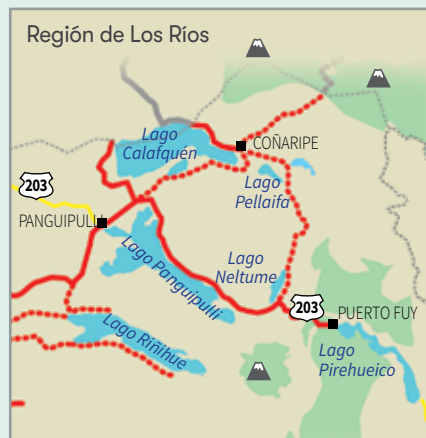 Región de Los Ríos
Lago
Calafquén
COÑARIPE
203
Lago
Pellaifa
PANGUIPULLI
Lago Panguipulli
Lago
Neltume
203
PUERTO FUY
Lago Riñihue
Lago
Pirehueico